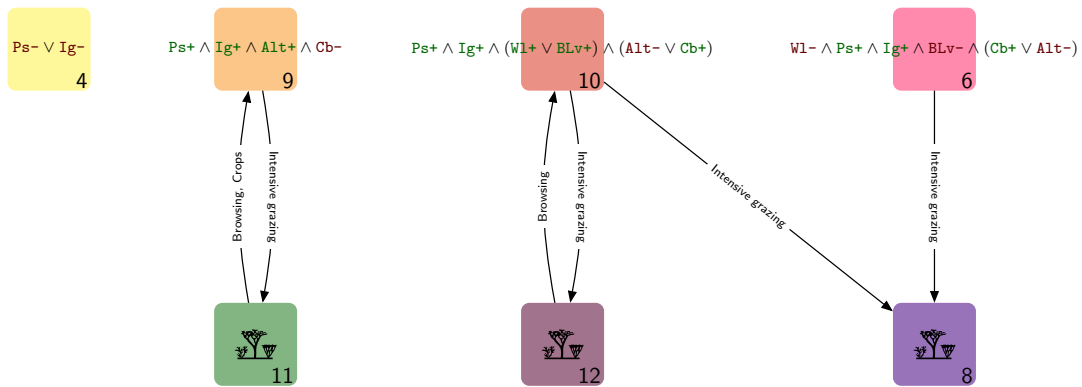 Ps- ∨ Ig-
4
Ps+ ∧ Ig+ ∧ Alt+ ∧ Cb-
9
Ps+ ∧ Ig+ ∧ (Wl+ ∨ BLv+) ∧ (Alt- ∨ Cb+)
10
Wl- ∧ Ps+ ∧ Ig+ ∧ BLv- ∧ (Cb+ ∨ Alt-)
6
Browsing, Crops
Intensive grazing
Browsing
Intensive grazing
Intensive grazing
Intensive grazing
11
12
8